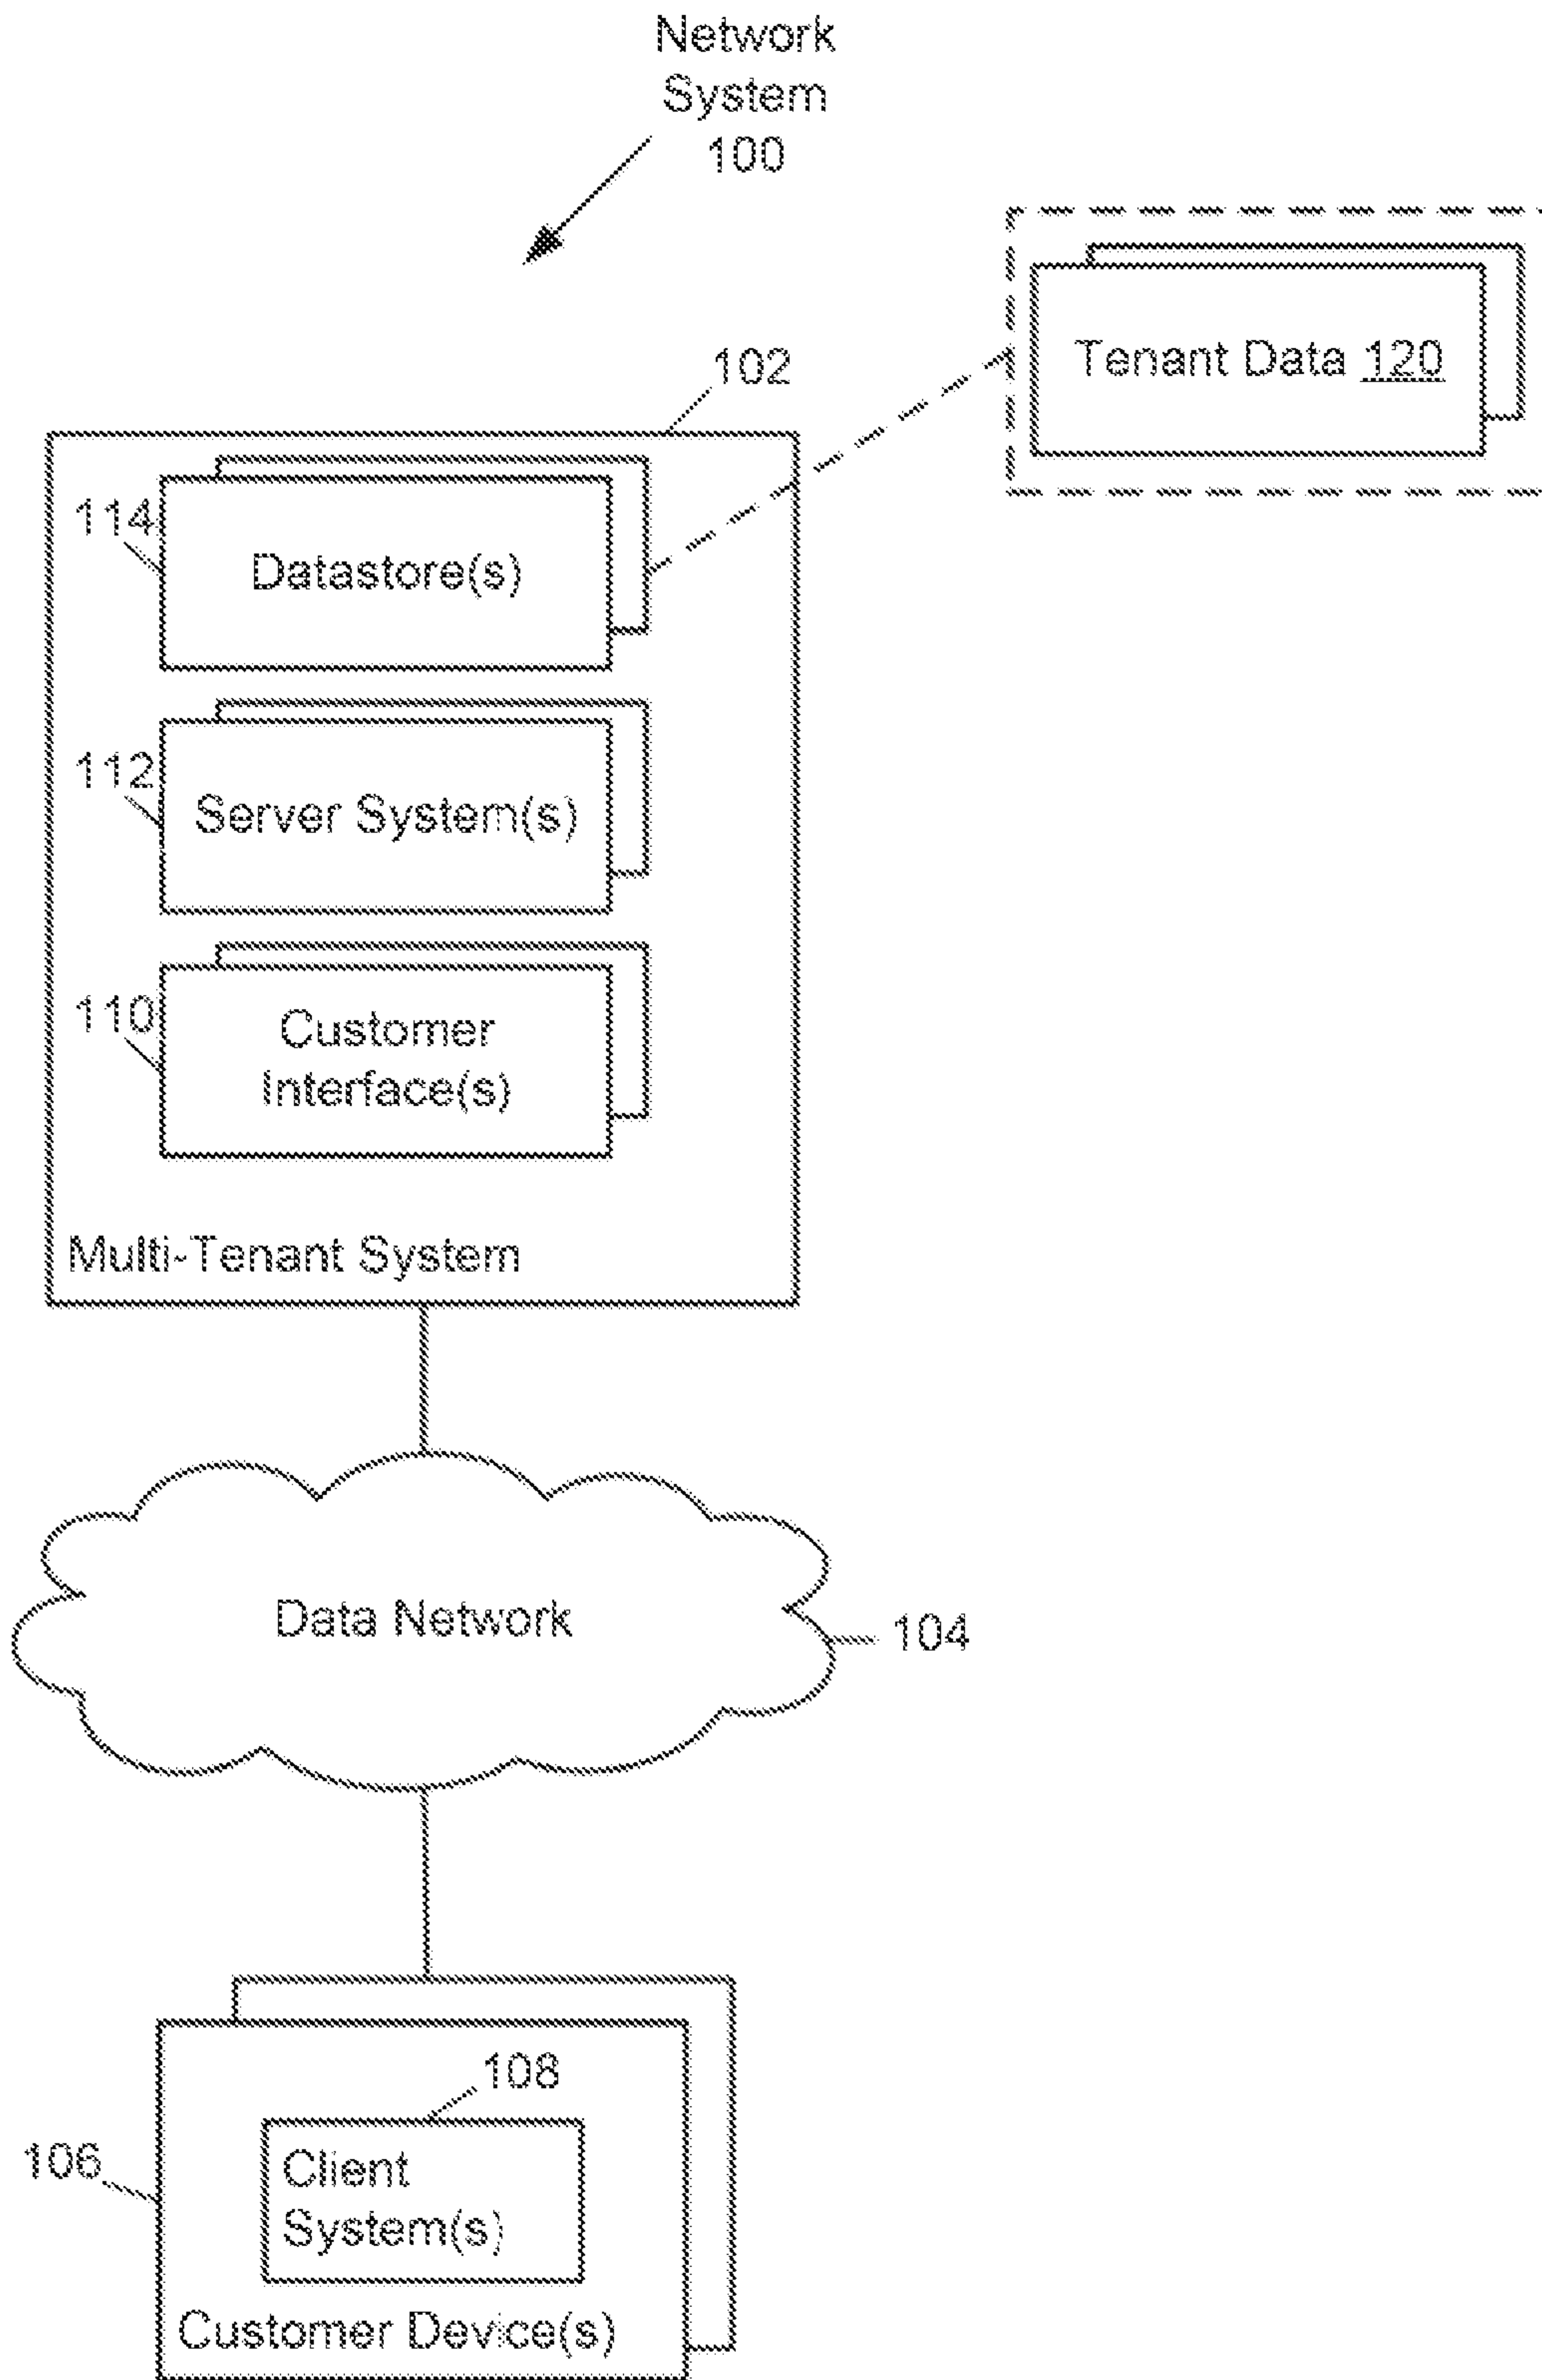 Network
System
100
Tenant Data 120
102
114
Datastore(s)
112
Server System(s)
110
Customer
Interface(s)
Multi-Tenant System
Data Network
104
108
106
Client
System(s)
Customer Device(s)